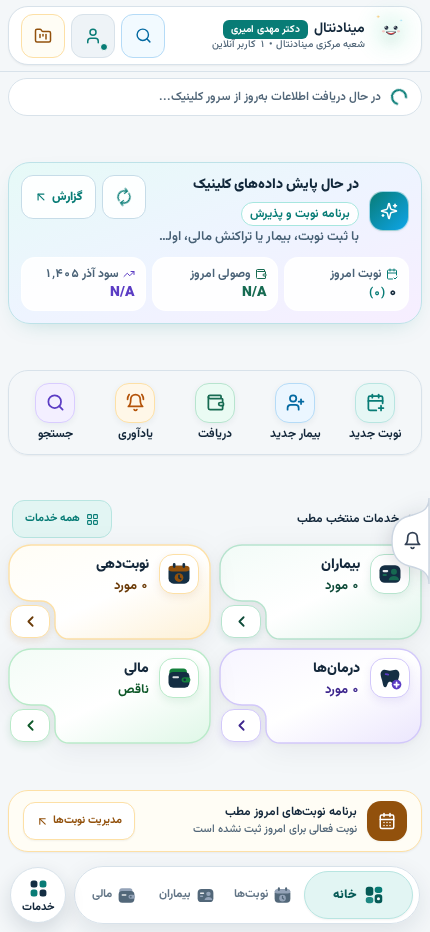 مینادنتال دکتر مهدی امیری
شعبه مرکزی مینادنتال • ۱ کاربر آنلاین
در حال دریافت اطلاعات به‌روز از سرور کلینیک...
در حال پایش داده‌های کلینیک
برنامه نوبت و پذیرش
با ثبت نوبت، بیمار یا تراکنش مالی، اول...
گزارش
نوبت امروز
۰ (۰)
وصولی امروز
N/A
سود آذر ۱,۴۰۵
N/A
نوبت جدید
بیمار جدید
دریافت
یادآوری
جستجو
خدمات منتخب مطب
همه خدمات
بیماران
۰ مورد
نوبت‌دهی
۰ مورد
درمان‌ها
۰ مورد
مالی
ناقص
برنامه نوبت‌های امروز مطب
نوبت فعالی برای امروز ثبت نشده است
مدیریت نوبت‌ها
خانه
نوبت‌ها
بیماران
مالی
خدمات